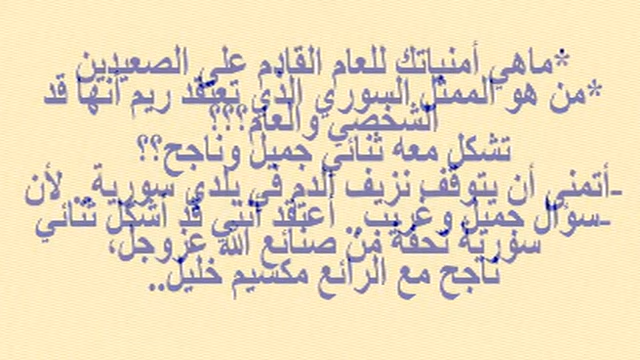 *ماهي أمنياتك للعام القادم على الصعيدين
*من هو الممثل السوري الذي تعتقد ريم أنها قد
الشخصي والعام؟؟؟
تشكل معه ثنائي جميل وناجح؟؟
-أتمنى أن يتوقف نزيف الدم في بلدي سورية.. لأن
-سؤال جميل وغريب.. أعتقد أنني قد أشكل ثنائي
سورية تحفة من صنائع الله عزوجل،
ناجح مع الرائع مكسيم خليل..